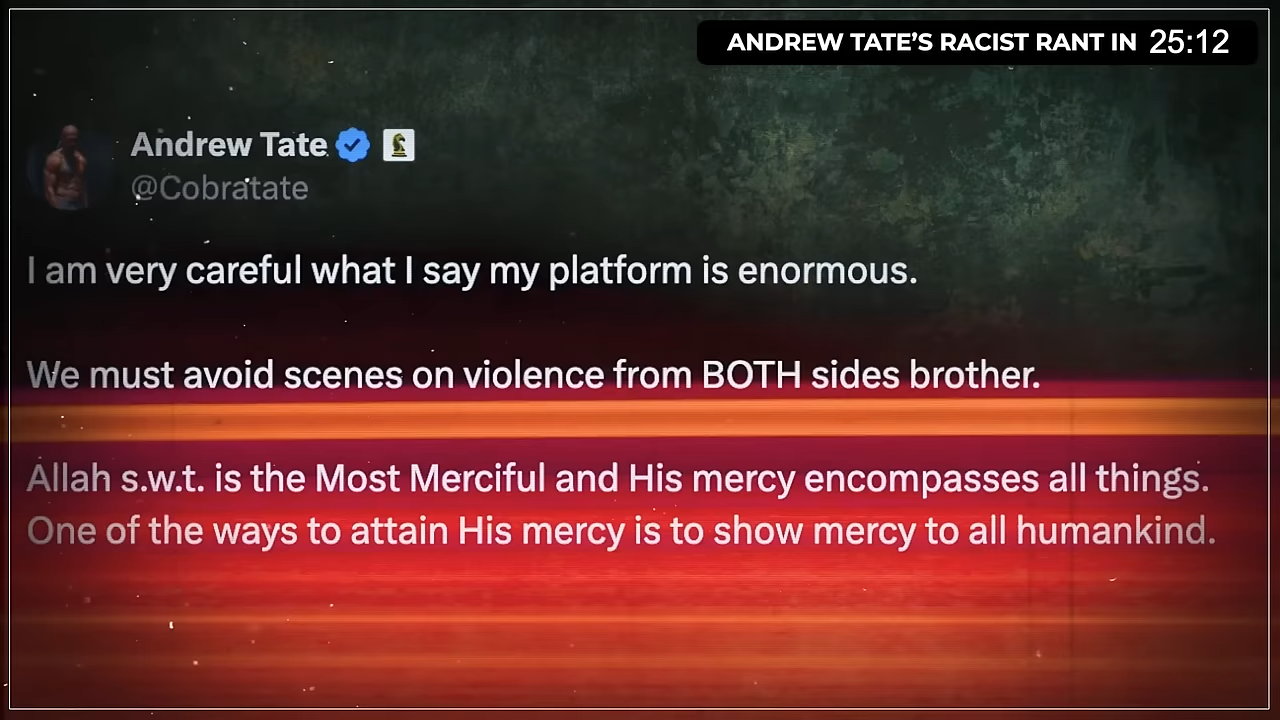 ANDREW TATE'S RACIST RANT IN 25:12
Andrew Tate
@Cobratate
I am very careful what I say my platform is enormous.
We must avoid scenes on violence from BOTH sides brother.
Allah s.w.t. is the Most Merciful and His mercy encompasses all things.
One of the ways to attain His mercy is to show mercy to all humankind.